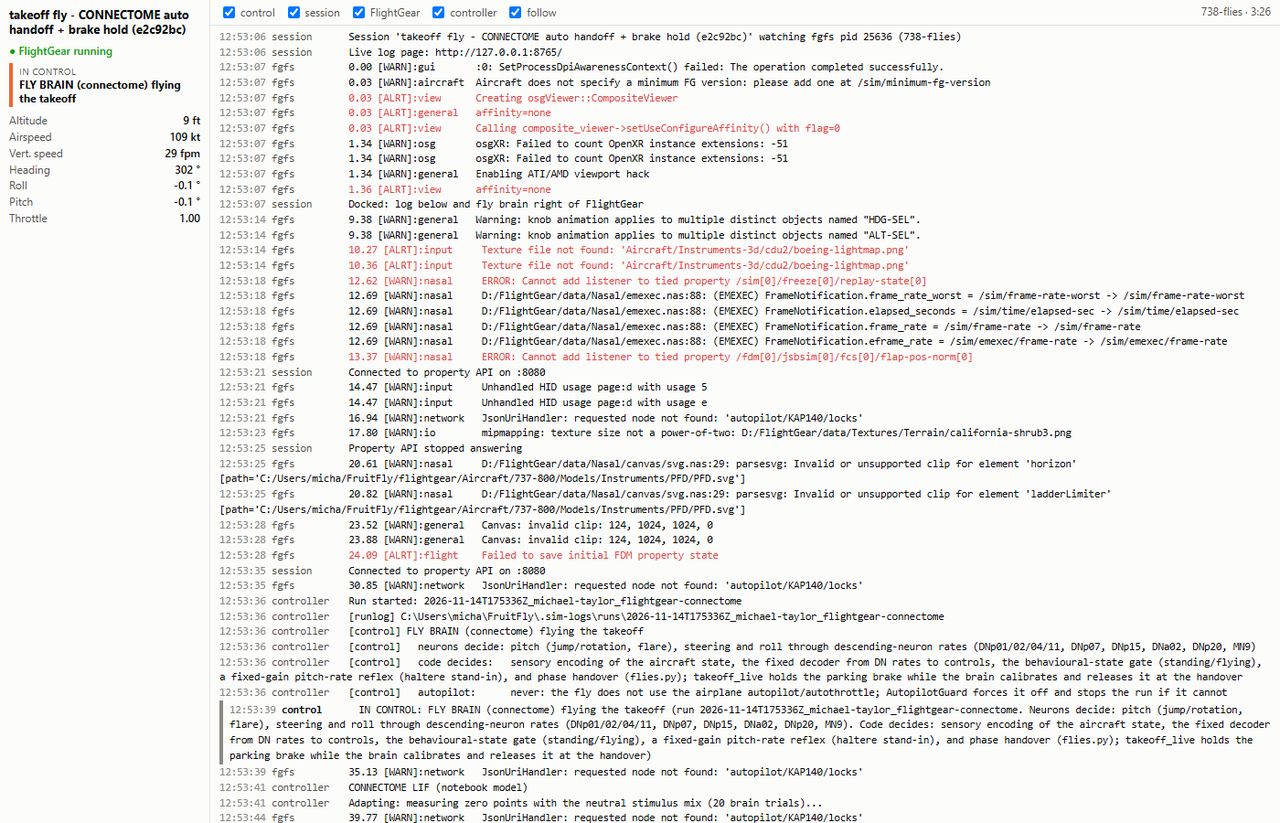 takeoff fly - CONNECTOME auto
handoff + brake hold (e2c92bc)
● FlightGear running
IN CONTROL
FLY BRAIN (connectome) flying
the takeoff
Altitude 9 ft
Airspeed 109 kt
Vert. speed 29 fpm
Heading 302 °
Roll -0.1 °
Pitch -0.1 °
Throttle 1.00
control session FlightGear controller follow 738-flies · 3:26
12:53:06 session Session 'takeoff fly - CONNECTOME auto handoff + brake hold (e2c92bc)' watching fgfs pid 25636 (738-flies)
12:53:06 session Live log page: http://127.0.0.1:8765/
12:53:07 fgfs 0.00 [WARN]:gui :0: SetProcessDpiAwarenessContext() failed: The operation completed successfully.
12:53:07 fgfs 0.03 [WARN]:aircraft Aircraft does not specify a minimum FG version: please add one at /sim/minimum-fg-version
12:53:07 fgfs 0.03 [ALRT]:view Creating osgViewer::CompositeViewer
12:53:07 fgfs 0.03 [ALRT]:general affinity=none
12:53:07 fgfs 0.03 [ALRT]:view Calling composite_viewer->setUseConfigureAffinity() with flag=0
12:53:07 fgfs 1.34 [WARN]:osg osgXR: Failed to count OpenXR instance extensions: -51
12:53:07 fgfs 1.34 [WARN]:osg osgXR: Failed to count OpenXR instance extensions: -51
12:53:07 fgfs 1.34 [WARN]:general Enabling ATI/AMD viewport hack
12:53:07 fgfs 1.36 [ALRT]:view affinity=none
12:53:07 session Docked: log below and fly brain right of FlightGear
12:53:14 fgfs 9.38 [WARN]:general Warning: knob animation applies to multiple distinct objects named "HDG-SEL".
12:53:14 fgfs 9.38 [WARN]:general Warning: knob animation applies to multiple distinct objects named "ALT-SEL".
12:53:14 fgfs 10.27 [ALRT]:input Texture file not found: 'Aircraft/Instruments-3d/cdu2/boeing-lightmap.png'
12:53:14 fgfs 10.36 [ALRT]:input Texture file not found: 'Aircraft/Instruments-3d/cdu2/boeing-lightmap.png'
12:53:18 fgfs 12.62 [WARN]:nasal ERROR: Cannot add listener to tied property /sim[0]/freeze[0]/replay-state[0]
12:53:18 fgfs 12.69 [WARN]:nasal D:/FlightGear/data/Nasal/emexec.nas:88: (EMEXEC) FrameNotification.frame_rate_worst = /sim/frame-rate-worst -> /sim/frame-rate-worst
12:53:18 fgfs 12.69 [WARN]:nasal D:/FlightGear/data/Nasal/emexec.nas:88: (EMEXEC) FrameNotification.elapsed_seconds = /sim/time/elapsed-sec -> /sim/time/elapsed-sec
12:53:18 fgfs 12.69 [WARN]:nasal D:/FlightGear/data/Nasal/emexec.nas:88: (EMEXEC) FrameNotification.frame_rate = /sim/frame-rate -> /sim/frame-rate
12:53:18 fgfs 12.69 [WARN]:nasal D:/FlightGear/data/Nasal/emexec.nas:88: (EMEXEC) FrameNotification.eframe_rate = /sim/emexec/frame-rate -> /sim/emexec/frame-rate
12:53:18 fgfs 13.37 [WARN]:nasal ERROR: Cannot add listener to tied property /fdm[0]/jsbsim[0]/fcs[0]/flap-pos-norm[0]
12:53:21 session Connected to property API on :8080
12:53:21 fgfs 14.47 [WARN]:input Unhandled HID usage page:d with usage 5
12:53:21 fgfs 14.47 [WARN]:input Unhandled HID usage page:d with usage e
12:53:21 fgfs 16.94 [WARN]:network JsonUriHandler: requested node not found: 'autopilot/KAP140/locks'
12:53:23 fgfs 17.80 [WARN]:io mipmapping: texture size not a power-of-two: D:/FlightGear/data/Textures/Terrain/california-shrub3.png
12:53:23 session Property API stopped answering
12:53:25 fgfs 20.61 [WARN]:nasal D:/FlightGear/data/Nasal/canvas/svg.nas:29: parsesvg: Invalid or unsupported clip for element 'horizon'
[path='C:/Users/micha/FruitFly/flightgear/Aircraft/737-800/Models/Instruments/PFD/PFD.svg']
12:53:25 fgfs 20.82 [WARN]:nasal D:/FlightGear/data/Nasal/canvas/svg.nas:29: parsesvg: Invalid or unsupported clip for element 'ladderLimiter'
[path='C:/Users/micha/FruitFly/flightgear/Aircraft/737-800/Models/Instruments/PFD/PFD.svg']
12:53:28 fgfs 23.52 [WARN]:general Canvas: invalid clip: 124, 1024, 1024, 0
12:53:28 fgfs 23.88 [WARN]:general Canvas: invalid clip: 124, 1024, 1024, 0
12:53:28 fgfs 24.09 [ALRT]:flight Failed to save initial FDM property state
12:53:35 session Connected to property API on :8080
12:53:35 fgfs 30.85 [WARN]:network JsonUriHandler: requested node not found: 'autopilot/KAP140/locks'
12:53:36 controller Run started: 2026-11-14T175336Z_michael-taylor_flightgear-connectome
12:53:36 controller [runlog] C:\Users\micha\FruitFly\.sim-logs\runs\2026-11-14T175336Z_michael-taylor_flightgear-connectome
12:53:36 controller [control] FLY BRAIN (connectome) flying the takeoff
12:53:36 controller [control] neurons decide: pitch (jump/rotation, flare), steering and roll through descending-neuron rates (DNp01/02/04/11, DNp07, DNp15, DNa02, DNp20, MN9)
12:53:36 controller [control] code decides: sensory encoding of the aircraft state, the fixed decoder from DN rates to controls, the behavioural-state gate (standing/flying),
a fixed-gain pitch-rate reflex (haltere stand-in), and phase handover (flies.py); takeoff_live holds the parking brake while the brain calibrates and releases it at the handover
12:53:36 controller [control] autopilot: never: the fly does not use the airplane autopilot/autothrottle; AutopilotGuard forces it off and stops the run if it cannot
12:53:39 control IN CONTROL: FLY BRAIN (connectome) flying the takeoff (run 2026-11-14T175336Z_michael-taylor_flightgear-connectome. Neurons decide: pitch (jump/rotation,
flare), steering and roll through descending-neuron rates (DNp01/02/04/11, DNp07, DNp15, DNa02, DNp20, MN9). Code decides: sensory encoding of the aircraft state, the fixed decoder
from DN rates to controls, the behavioural-state gate (standing/flying), a fixed-gain pitch-rate reflex (haltere stand-in), and phase handover (flies.py); takeoff_live holds the
parking brake while the brain calibrates and releases it at the handover)
12:53:39 fgfs 35.13 [WARN]:network JsonUriHandler: requested node not found: 'autopilot/KAP140/locks'
12:53:41 controller CONNECTOME LIF (notebook model)
12:53:41 controller Adapting: measuring zero points with the neutral stimulus mix (20 brain trials)...
12:53:44 fgfs 39.77 [WARN]:network JsonUriHandler: requested node not found: 'autopilot/KAP140/locks'